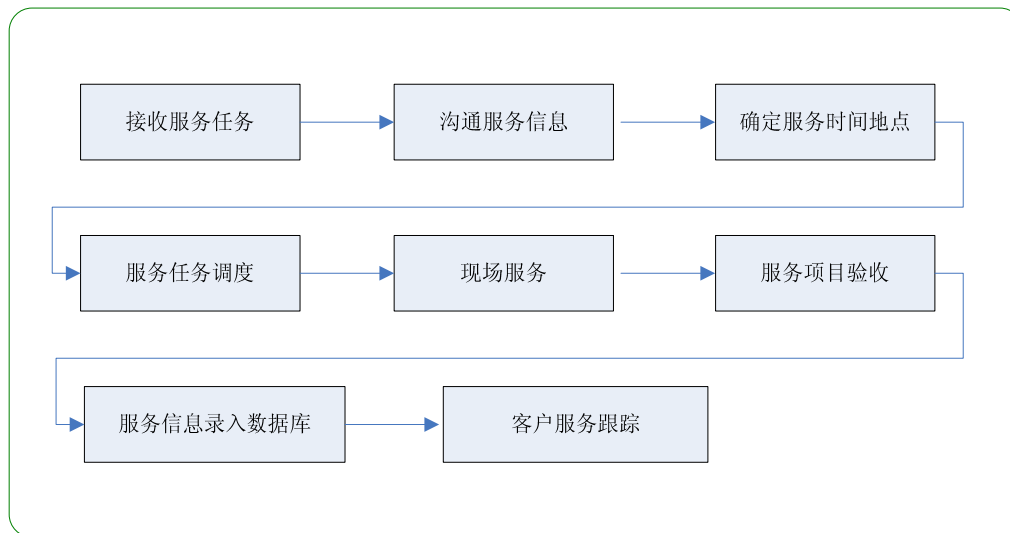 接收服务任务
沟通服务信息
确定服务时间地点
服务任务调度
现场服务
服务项目验收
服务信息录入数据库
客户服务跟踪